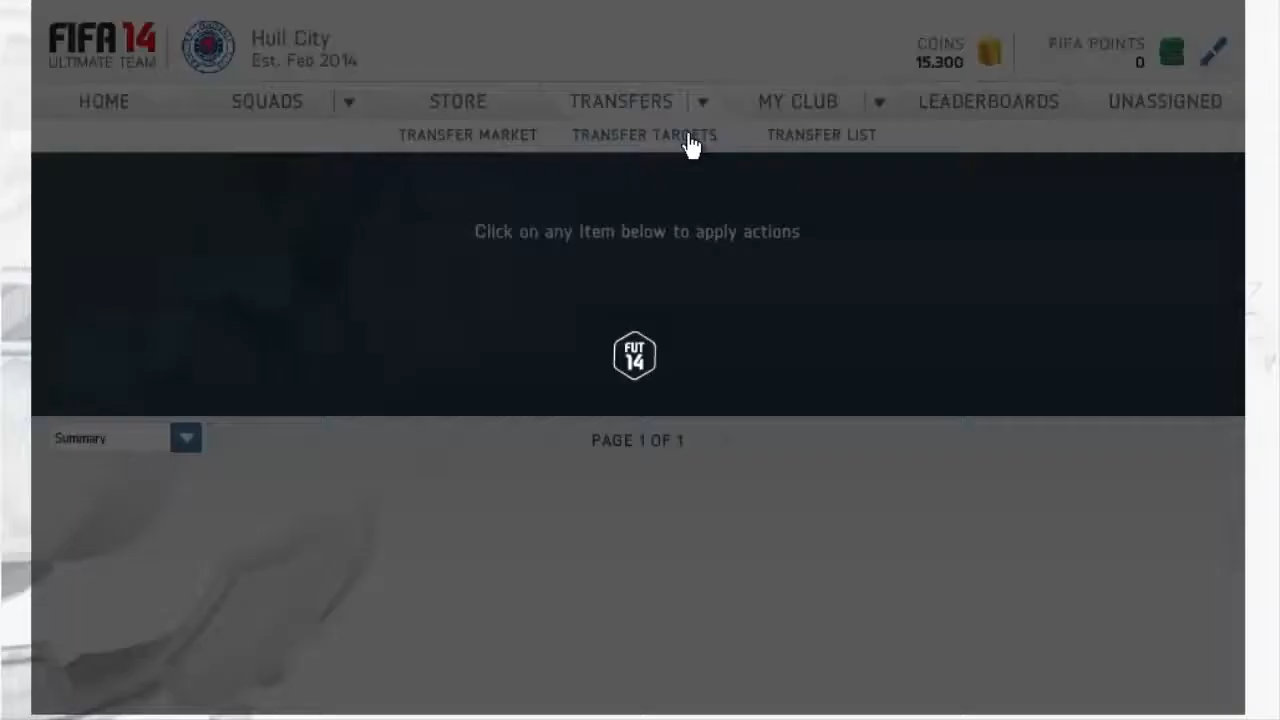 FIFA 14
ULTIMATE TEAM
Hull City
Est. Feb 2014
COINS
15.300
FIFA POINTS
0
HOME
SQUADS
STORE
TRANSFERS
MY CLUB
LEADERBOARDS
UNASSIGNED
TRANSFER MARKET
TRANSFER TARGETS
TRANSFER LIST
Click on any item below to apply actions
FUT
14
Summary
PAGE 1 OF 1